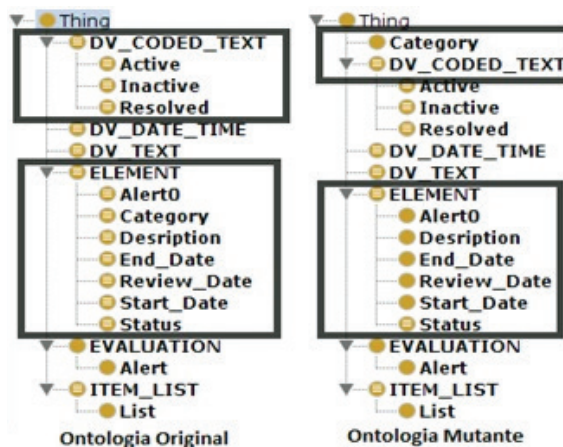 Thing
DV_CODED_TEXT
Active
Inactive
Resolved
DV_DATE_TIME
DV_TEXT
ELEMENT
Alert0
Category
Desription
End_Date
Review_Date
Start_Date
Status
EVALUATION
Alert
ITEM_LIST
List
Ontologia Original
Thing
Category
DV_CODED_TEXT
Active
Inactive
Resolved
DV_DATE_TIME
DV_TEXT
ELEMENT
Alert0
Desription
End_Date
Review_Date
Start_Date
Status
EVALUATION
Alert
ITEM_LIST
List
Ontologia Mutante